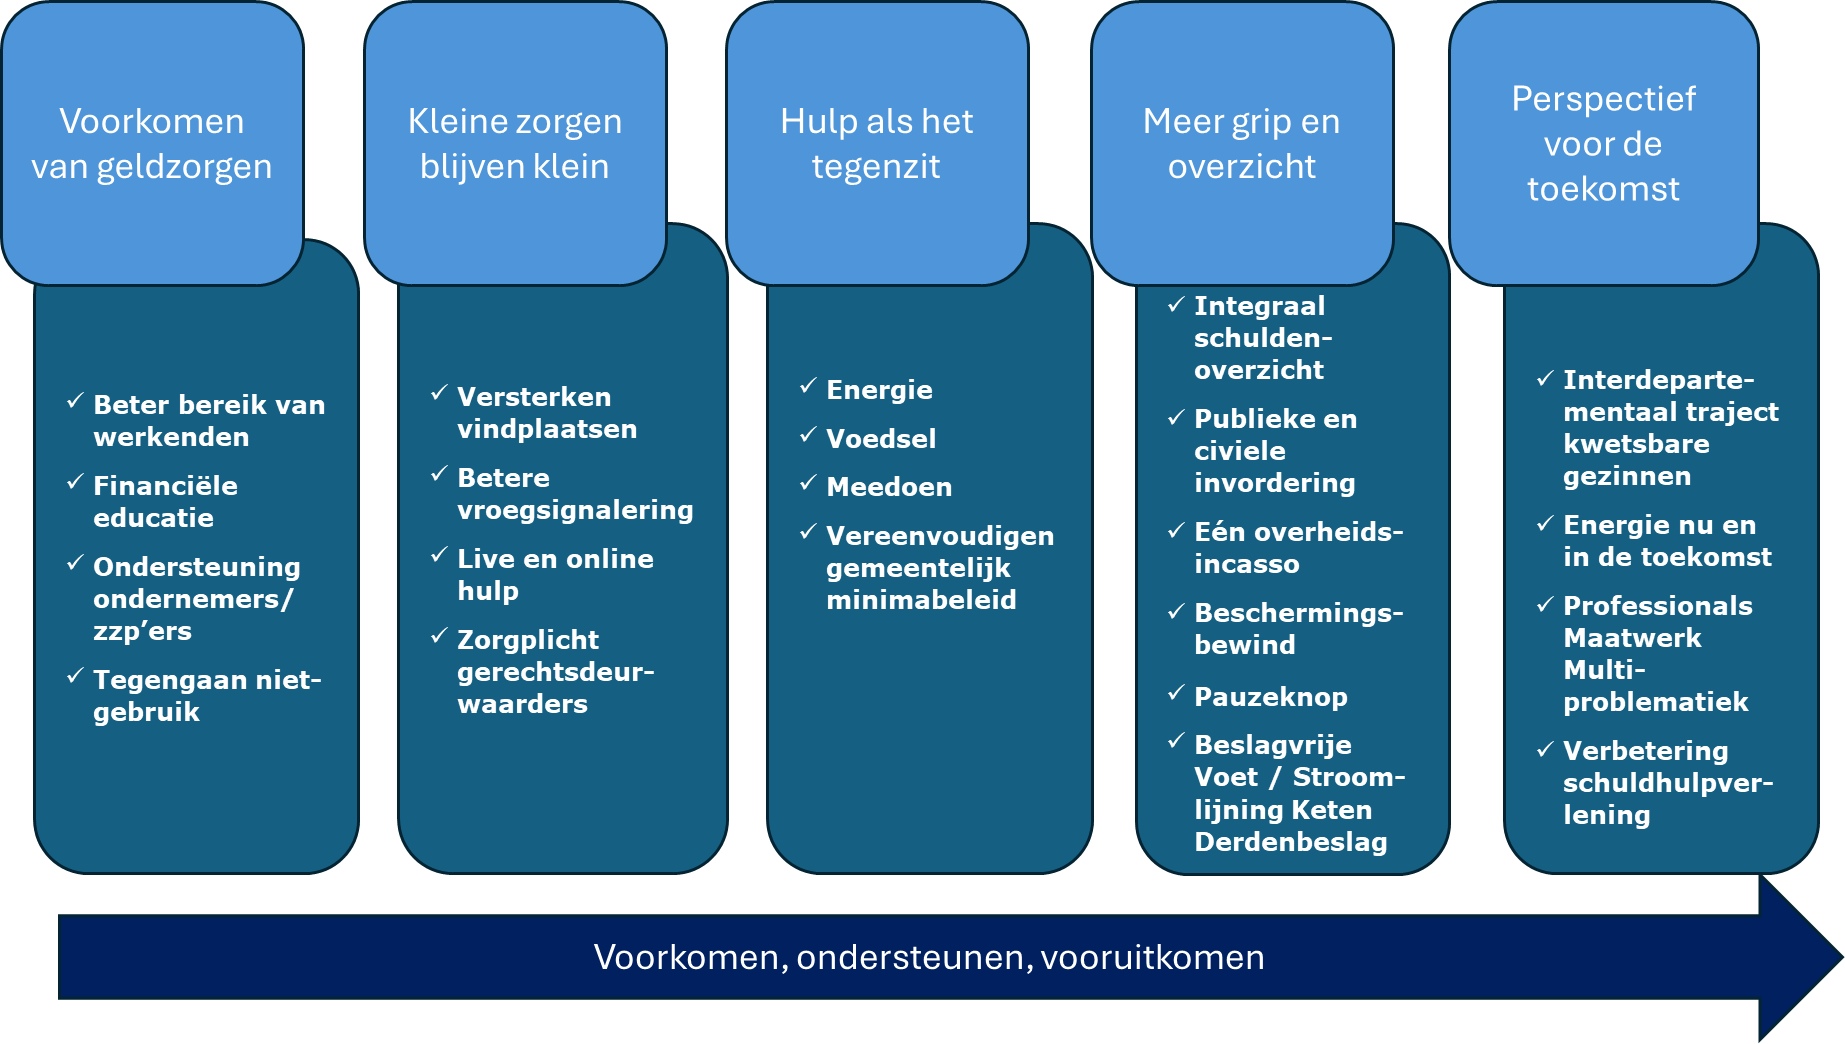 Voorkomen
van geldzorgen
Beter bereik van
werkenden
Financiële
educatie
Ondersteuning
ondernemers/
zzp’ers
Tegengaan niet-
gebruik
Kleine zorgen
blijven klein
Versterken
vindplaatsen
Betere
vroegsignalering
Live en online
hulp
Zorgplicht
gerechtsdeur-
waarders
Hulp als het
tegenzit
Energie
Voedsel
Meedoen
Vereenvoudigen
gemeentelijk
minimabeleid
Meer grip en
overzicht
Integraal
schulden-
overzicht
Publieke en
civiele
invordering
Eén overheids-
incasso
Beschermings-
bewind
Pauzeknop
Beslagvrije
Voet / Stroom-
lijning Keten
Derdenbeslag
Perspectief
voor de
toekomst
Interdeparte-
mentaal traject
kwetsbare
gezinnen
Energie nu en
in de toekomst
Professionals
Maatwerk
Multi-
problematiek
Verbetering
schuldhulpver-
lening
Voorkomen, ondersteunen, vooruitkomen